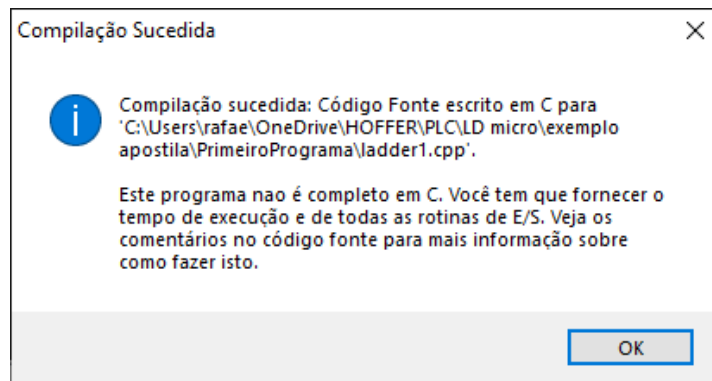 Compilação Sucedida
Compilação sucedida: Código Fonte escrito em C para
'C:\Users\rafae\OneDrive\HOFFER\PLC\LD micro\exemplo
apostila\PrimeiroPrograma\ladder1.cpp'.
Este programa nao é completo em C. Você tem que fornecer o
tempo de execução e de todas as rotinas de E/S. Veja os
comentários no código fonte para mais informação sobre
como fazer isto.
OK